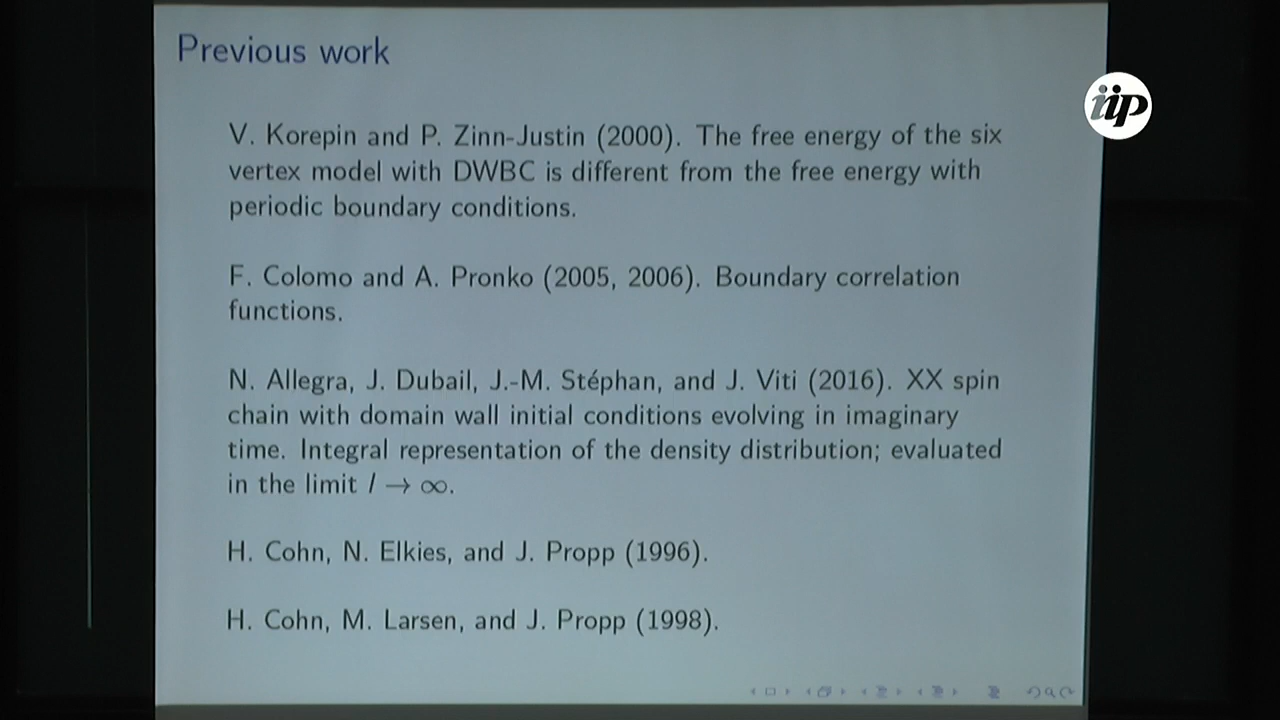 Previous work
iip
V. Korepin and P. Zinn-Justin (2000). The free energy of the six
vertex model with DWBC is different from the free energy with
periodic boundary conditions.
F. Colomo and A. Pronko (2005, 2006). Boundary correlation
functions.
N. Allegra, J. Dubail, J.-M. Stéphan, and J. Viti (2016). XX spin
chain with domain wall initial conditions evolving in imaginary
time. Integral representation of the density distribution; evaluated
in the limit l → ∞.
H. Cohn, N. Elkies, and J. Propp (1996).
H. Cohn, M. Larsen, and J. Propp (1998).